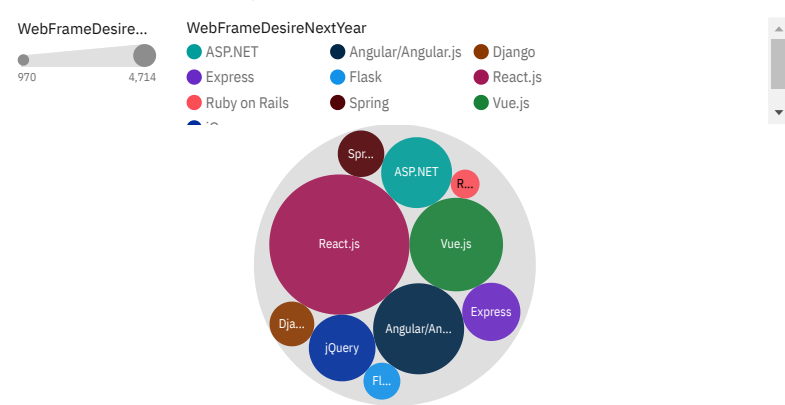 WebFrameDesire...
970 4,714
WebFrameDesireNextYear
ASP.NET Angular/Angular.js Django
Express Flask React.js
Ruby on Rails Spring Vue.js
Spr...
ASP.NET
R...
React.js
Vue.js
Express
Dja...
Angular/An...
jQuery
Fl...